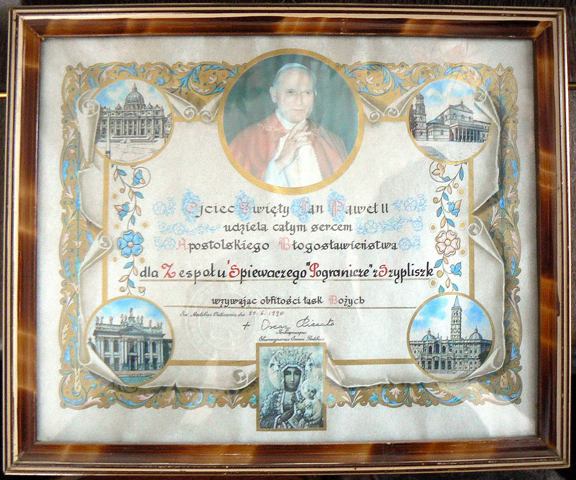 Ojciec Święty Jan Paweł II
udziela całym sercem
Apostolskiego Błogosławieństwa
dla Zespołu Śpiewaczego "Pogranicze" z Szypliszk
wzywając obfitości łask Bożych